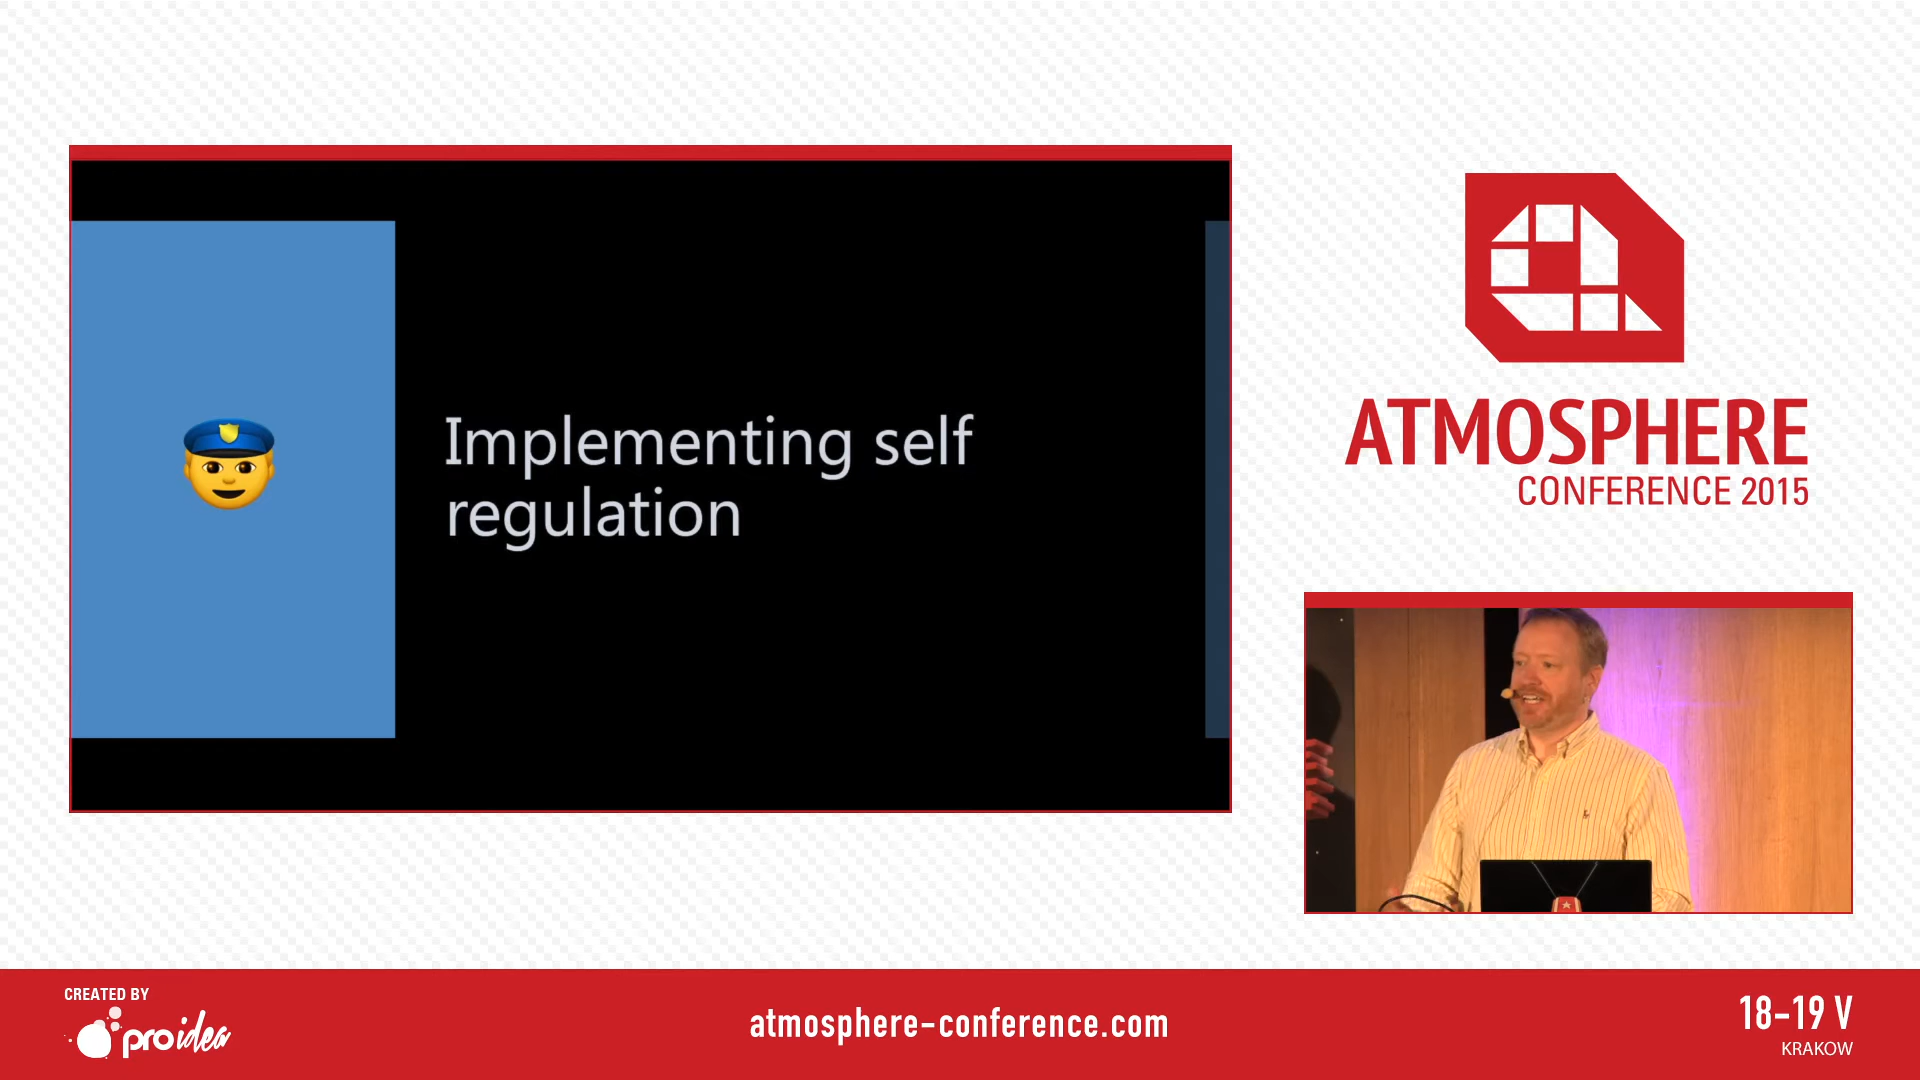 Implementing self
regulation
ATMOSPHERE
CONFERENCE 2015
CREATED BY
proidea
atmosphere-conference.com
18-19 V
KRAKOW